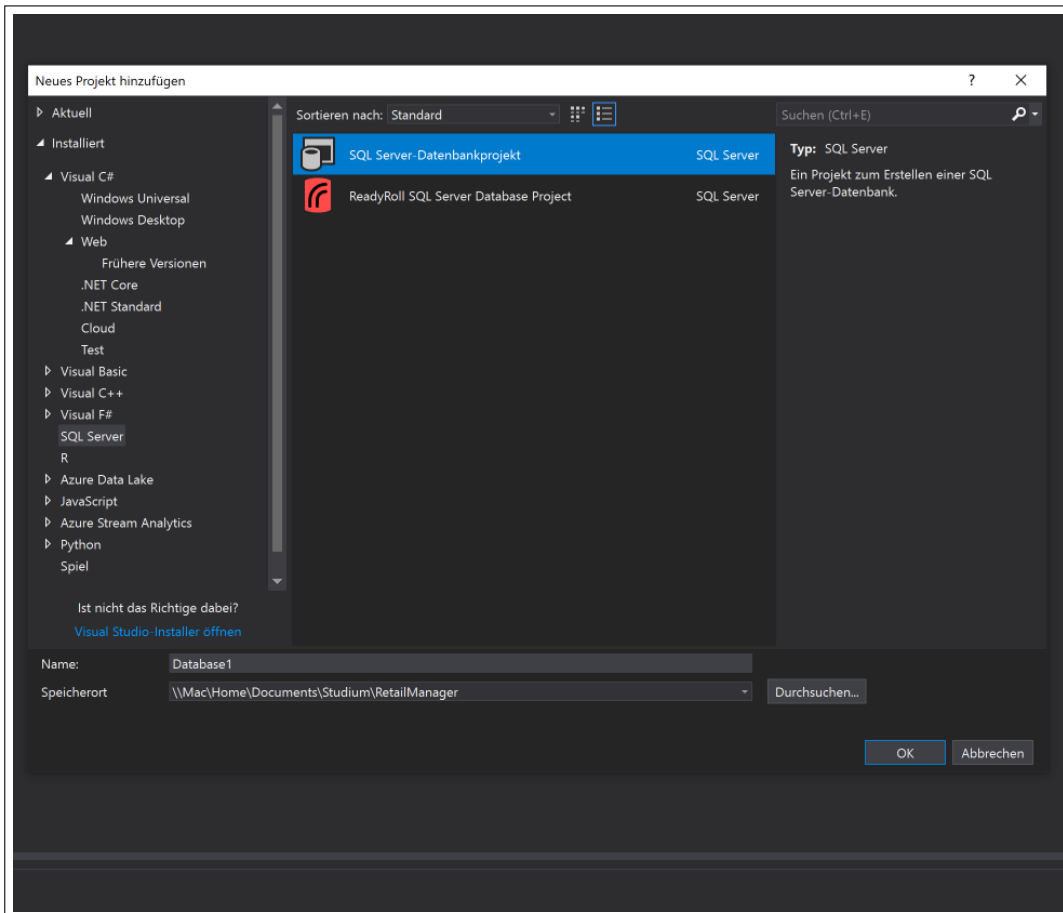 Neues Projekt hinzufügen
?
Aktuell
Installiert
Visual C#
Windows Universal
Windows Desktop
Web
Frühere Versionen
.NET Core
.NET Standard
Cloud
Test
Visual Basic
Visual C++
Visual F#
SQL Server
R
Azure Data Lake
JavaScript
Azure Stream Analytics
Python
Spiel
Ist nicht das Richtige dabei?
Visual Studio-Installer öffnen
Sortieren nach: Standard
SQL Server-Datenbankprojekt SQL Server
ReadyRoll SQL Server Database Project SQL Server
Suchen (Ctrl+E)
Typ: SQL Server
Ein Projekt zum Erstellen einer SQL
Server-Datenbank.
Name: Database1
Speicherort \\Mac\Home\Documents\Studium\RetailManager Durchsuchen...
OK Abbrechen